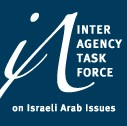 INTER
AGENCY
TASK
FORCE
on Israeli Arab Issues